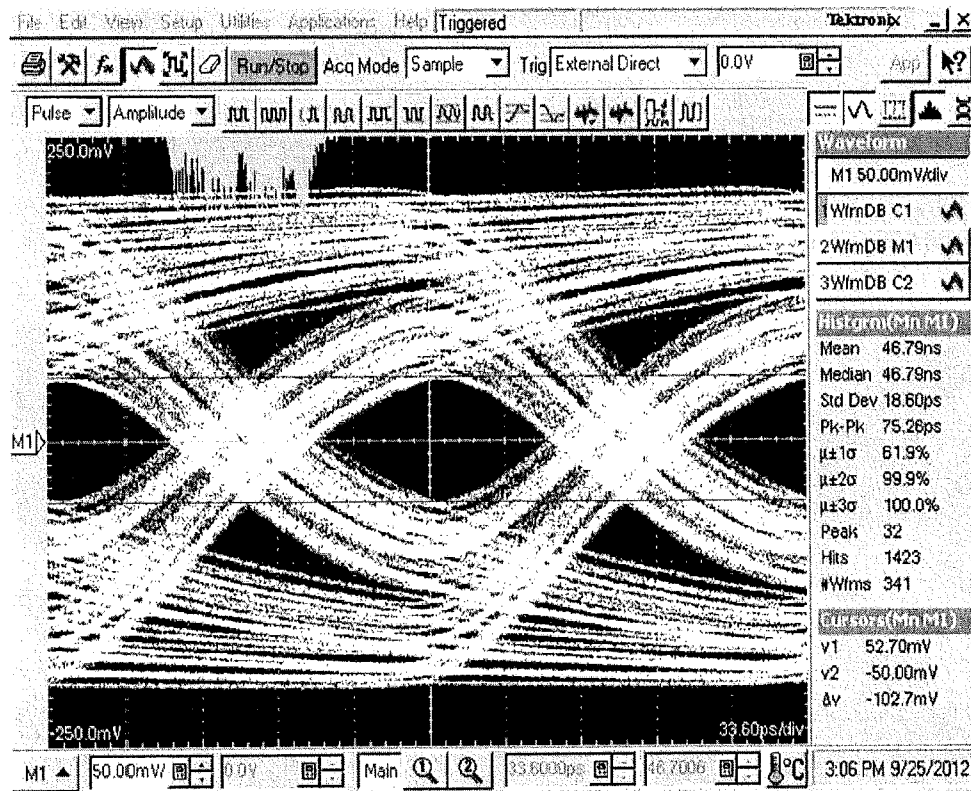 File Edit View Setup Utilities Applications Help Triggered Tektronix
Run/Stop Acq Mode Sample Trig External Direct 0.0V App
Pulse Amplitude
250.0mV
Waveform
M1 50.00mV/div
1WfmDB C1
2WfmDB M1
3WfmDB C2
Histogrm(Mn M1)
Mean 46.79ns
Median 46.79ns
Std Dev 18.60ps
Pk-Pk 75.26ps
µ±1σ 61.9%
µ±2σ 99.9%
µ±3σ 100.0%
Peak 32
Hits 1423
#Wfms 341
Cursors(Mn M1)
v1 52.70mV
v2 -50.00mV
Δv -102.7mV
M1
-250.0mV
33.60ps/div
M1 50.00mV/ 0.0V Main 33.6000ps 46.7006 °C 3:06 PM 9/25/2012